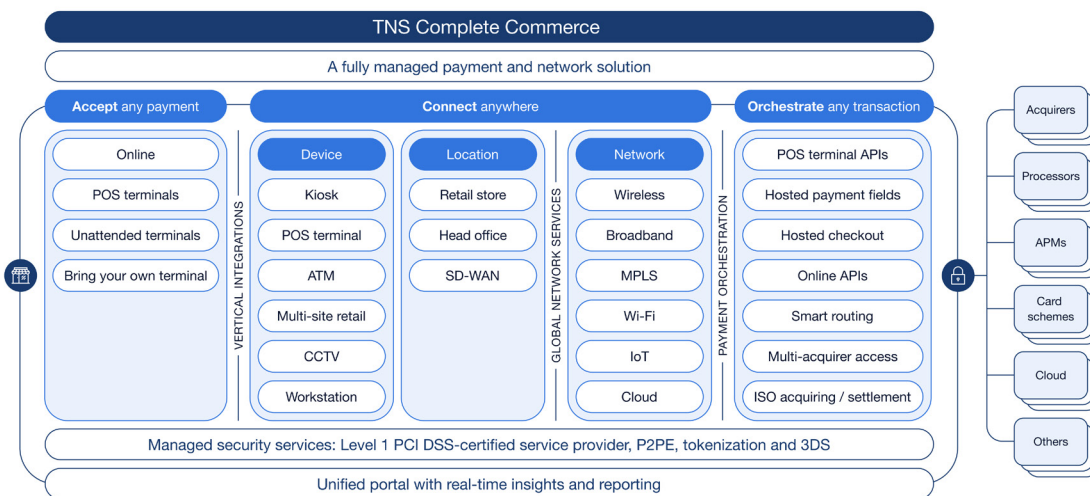 TNS Complete Commerce
A fully managed payment and network solution
Accept any payment
Connect anywhere
Orchestrate any transaction
Online
POS terminals
Unattended terminals
Bring your own terminal
VERTICAL INTEGRATIONS
Device
Kiosk
POS terminal
ATM
Multi-site retail
CCTV
Workstation
Location
Retail store
Head office
SD-WAN
GLOBAL NETWORK SERVICES
Network
Wireless
Broadband
MPLS
Wi-Fi
IoT
Cloud
PAYMENT ORCHESTRATION
POS terminal APIs
Hosted payment fields
Hosted checkout
Online APIs
Smart routing
Multi-acquirer access
ISO acquiring / settlement
Managed security services: Level 1 PCI DSS-certified service provider, P2PE, tokenization and 3DS
Unified portal with real-time insights and reporting
Acquirers
Processors
APMs
Card
schemes
Cloud
Others